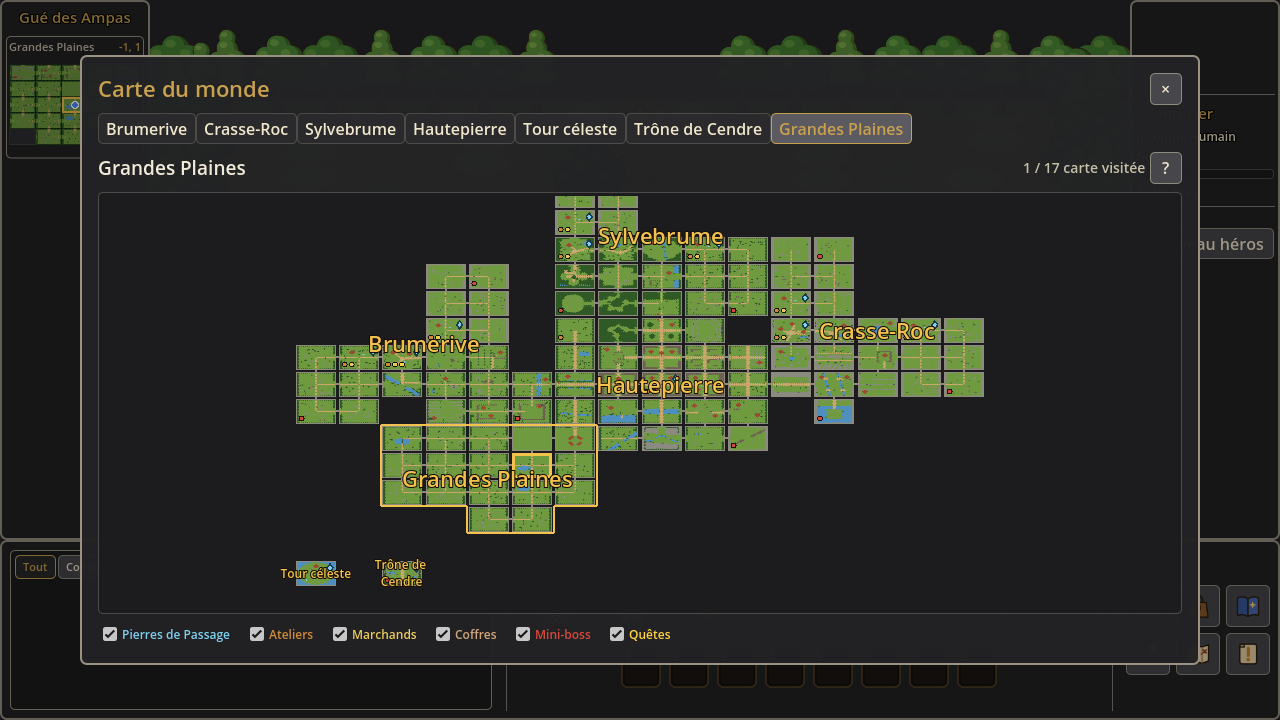 Gué des Ampas
Grandes Plaines -1, 1
Carte du monde
×
Brumerive Crasse-Roc Sylvebrume Hautepierre Tour céleste Trône de Cendre Grandes Plaines
Grandes Plaines
1 / 17 carte visitée ?
Sylvebrume
Crasse-Roc
Brumerive
Hautepierre
Grandes Plaines
Tour céleste
Trône de
Cendre
Pierres de Passage Ateliers Marchands Coffres Mini-boss Quêtes
Tout